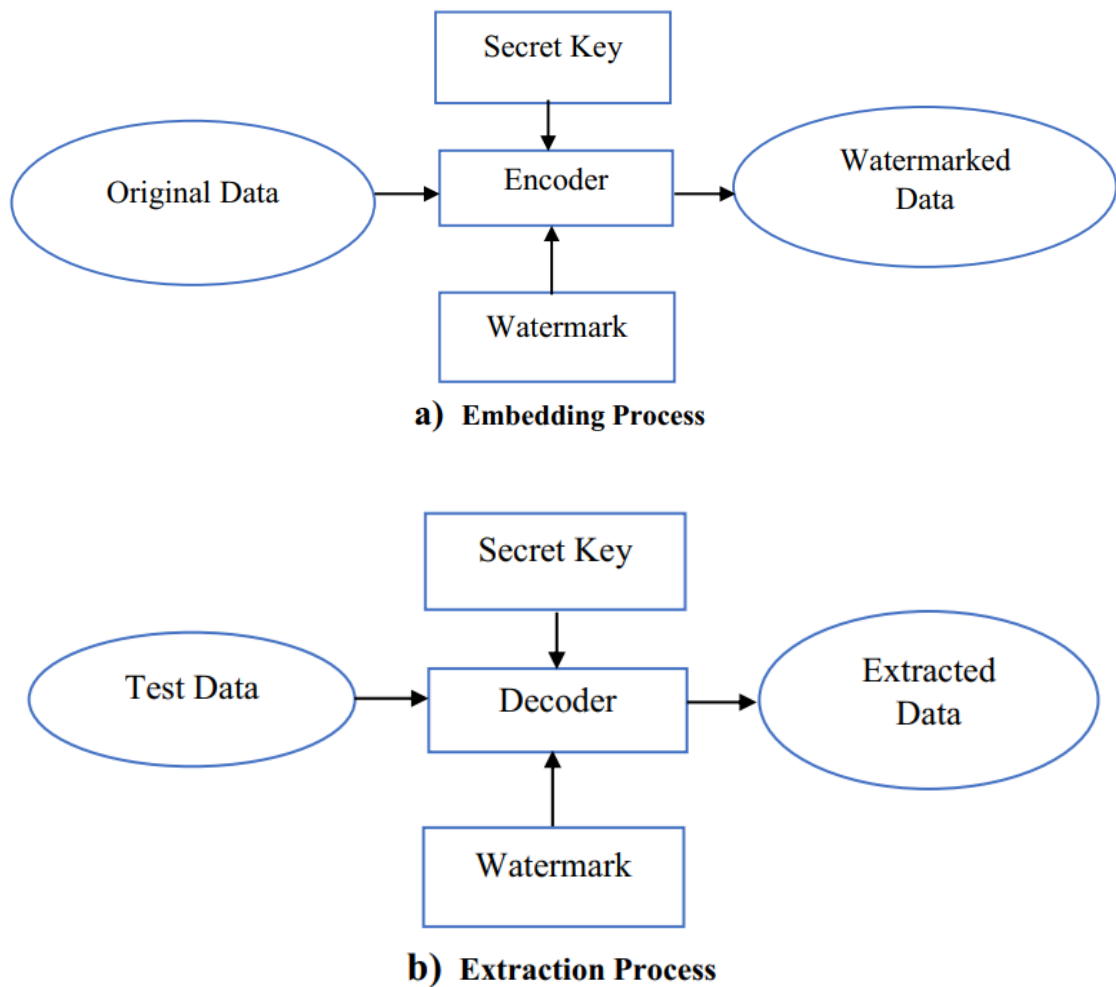 Secret Key
Original Data
Encoder
Watermarked
Data
Watermark
a) Embedding Process
Secret Key
Test Data
Decoder
Extracted
Data
Watermark
b) Extraction Process